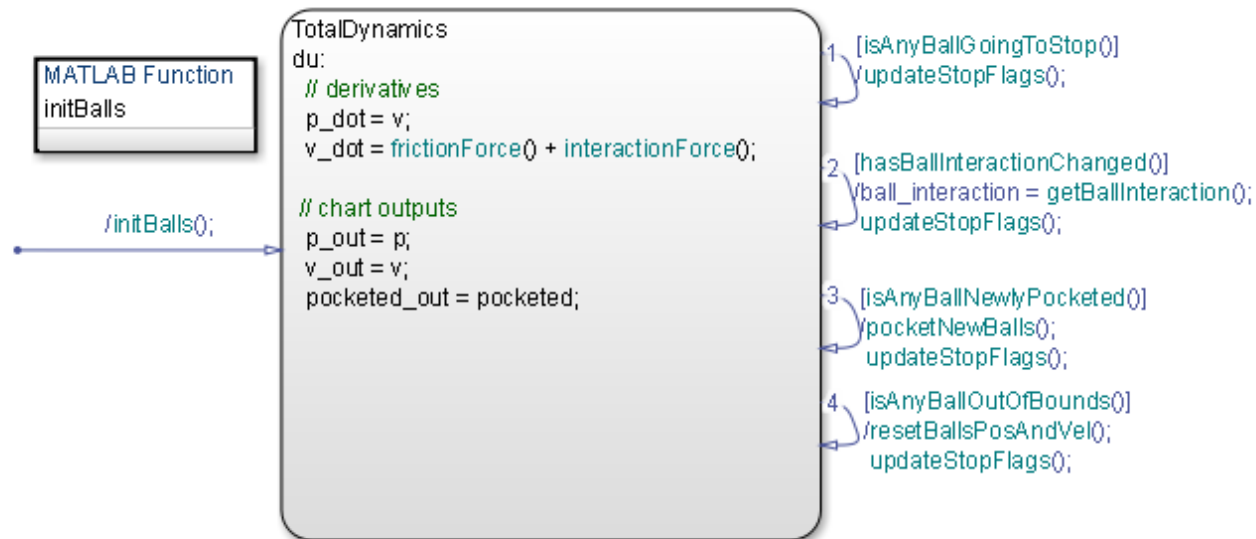 MATLAB Function
initBalls
/initBalls();
TotalDynamics
du:
// derivatives
p_dot = v;
v_dot = frictionForce() + interactionForce();
// chart outputs
p_out = p;
v_out = v;
pocketed_out = pocketed;
1
[isAnyBallGoingToStop()]
/updateStopFlags();
2
[hasBallInteractionChanged()]
/ball_interaction = getBallInteraction();
updateStopFlags();
3
[isAnyBallNewlyPocketed()]
/pocketNewBalls();
updateStopFlags();
4
[isAnyBallOutOfBounds()]
/resetBallsPosAndVel();
updateStopFlags();